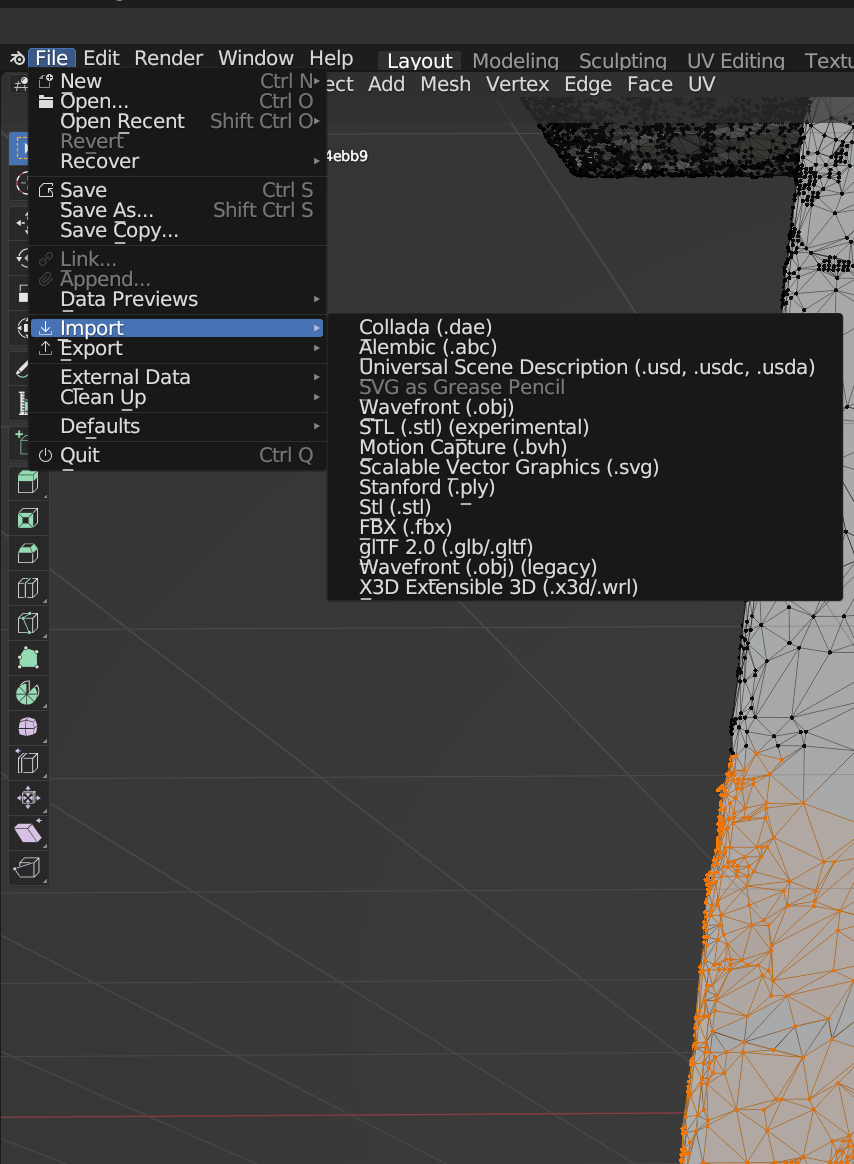 File Edit Render Window Help Layout Modeling Sculpting UV Editing Textu
ect Add Mesh Vertex Edge Face UV
New Ctrl N
Open... Ctrl O
Open Recent Shift Ctrl O
Revert
Recover
4ebb9
Save Ctrl S
Save As... Shift Ctrl S
Save Copy...
Link...
Append...
Data Previews
Import
Export
External Data
Clean Up
Defaults
Quit Ctrl Q
Collada (.dae)
Alembic (.abc)
Universal Scene Description (.usd, .usdc, .usda)
SVG as Grease Pencil
Wavefront (.obj)
STL (.stl) (experimental)
Motion Capture (.bvh)
Scalable Vector Graphics (.svg)
Stanford (.ply)
Stl (.stl)
FBX (.fbx)
glTF 2.0 (.glb/.gltf)
Wavefront (.obj) (legacy)
X3D Extensible 3D (.x3d/.wrl)